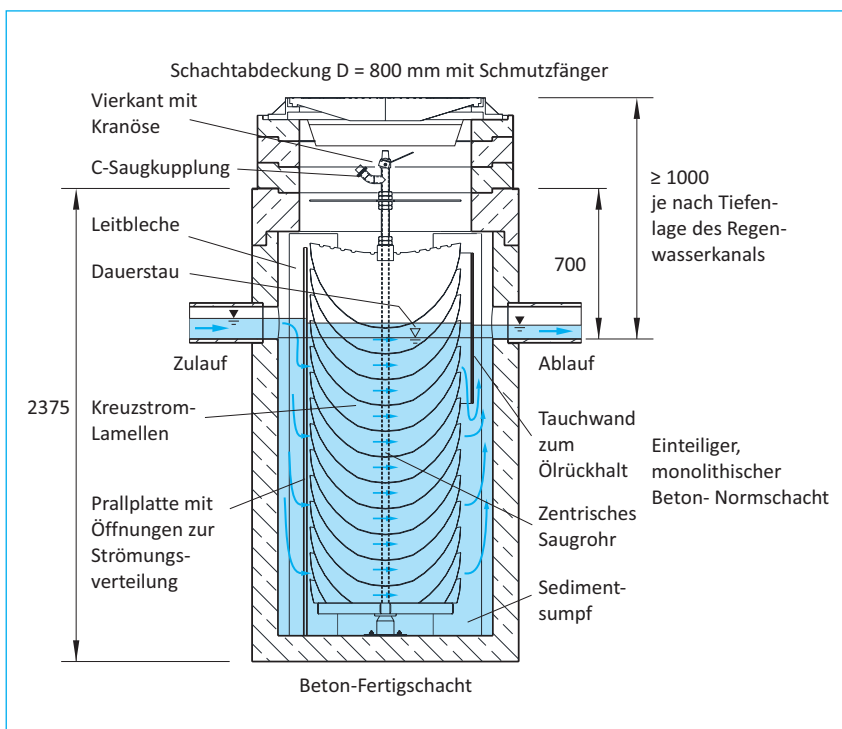 Schachtabdeckung D = 800 mm mit Schmutzfänger
Vierkant mit
Kranöse
C-Saugkupplung
Leitbleche
Dauerstau
≥ 1000
je nach Tiefen-
lage des Regen-
wasserkanals
700
Zulauf
Ablauf
2375
Kreuzstrom-
Lamellen
Prallplatte mit
Öffnungen zur
Strömungs-
verteilung
Tauchwand
zum
Ölrückhalt
Zentrisches
Saugrohr
Sediment-
sumpf
Einteiliger,
monolithischer
Beton- Normschacht
Beton-Fertigschacht